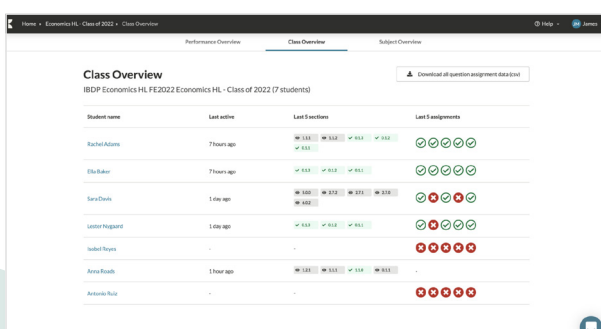 Home • Economics HL - Class of 2022 • Class Overview
Help
JM James
Performance Overview Class Overview Subject Overview
Class Overview
Download all question assignment data (csv)
IBDP Economics HL FE2022 Economics HL - Class of 2022 (7 students)
Student name Last active Last 5 sections Last 5 assignments
Rachel Adams 7 hours ago
Ella Baker 7 hours ago
Sara Davis 1 day ago
Lester Nygaard 1 day ago
Isabel Reyes - -
Anna Roads 1 hour ago -
Antonio Ruiz - -